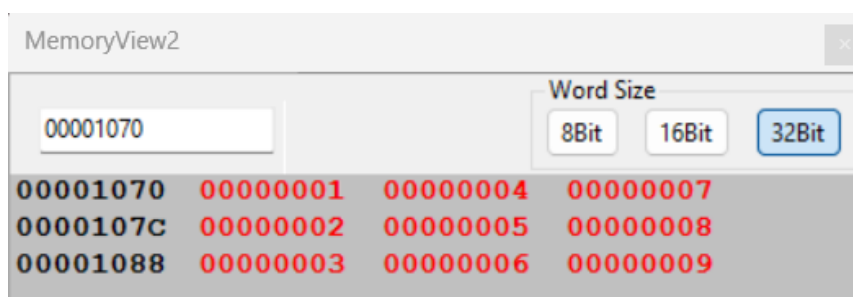 MemoryView2
Word Size
00001070 8Bit 16Bit 32Bit
00001070 00000001 00000004 00000007
0000107C 00000002 00000005 00000008
00001088 00000003 00000006 00000009